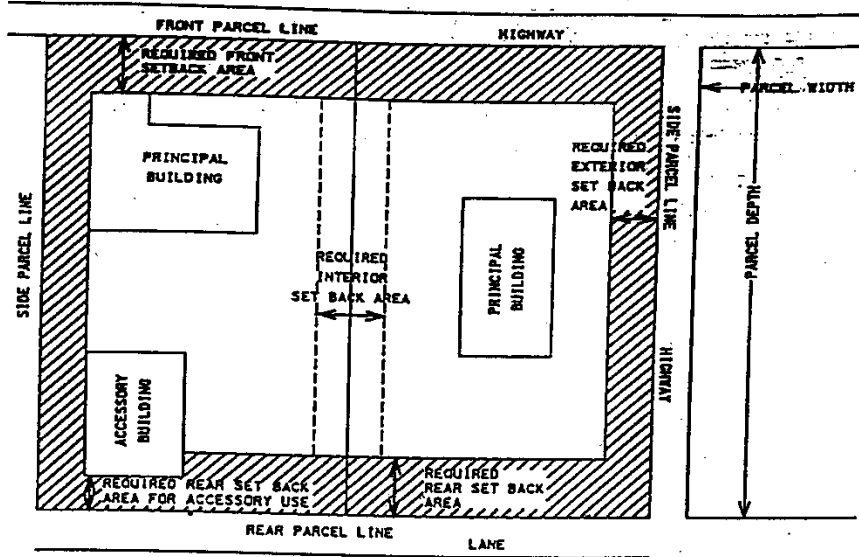 FRONT PARCEL LINE
HIGHWAY
REQUIRED FRONT
SETBACK AREA
PARCEL WIDTH
PRINCIPAL
BUILDING
REQUIRED
EXTERIOR
SET BACK
AREA
SIDE PARCEL LINE
SIDE PARCEL LINE
PARCEL DEPTH
REQUIRED
INTERIOR
SET BACK AREA
PRINCIPAL
BUILDING
HIGHWAY
ACCESSORY
BUILDING
REQUIRED REAR SET BACK
AREA FOR ACCESSORY USE
REQUIRED
REAR SET BACK
AREA
REAR PARCEL LINE
LANE